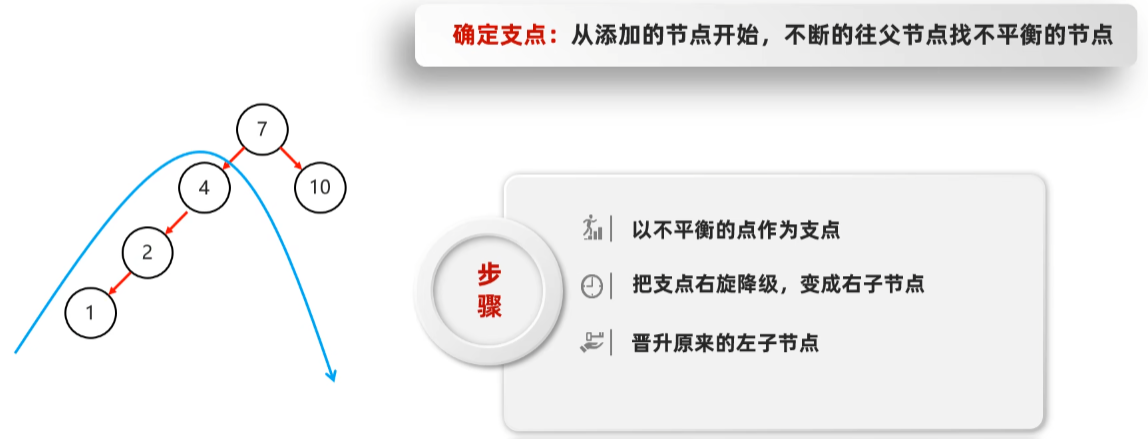 确定支点：从添加的节点开始，不断的往父节点找不平衡的节点
7
4
10
2
1
步
骤
以不平衡的点作为支点
把支点右旋降级，变成右子节点
晋升原来的左子节点